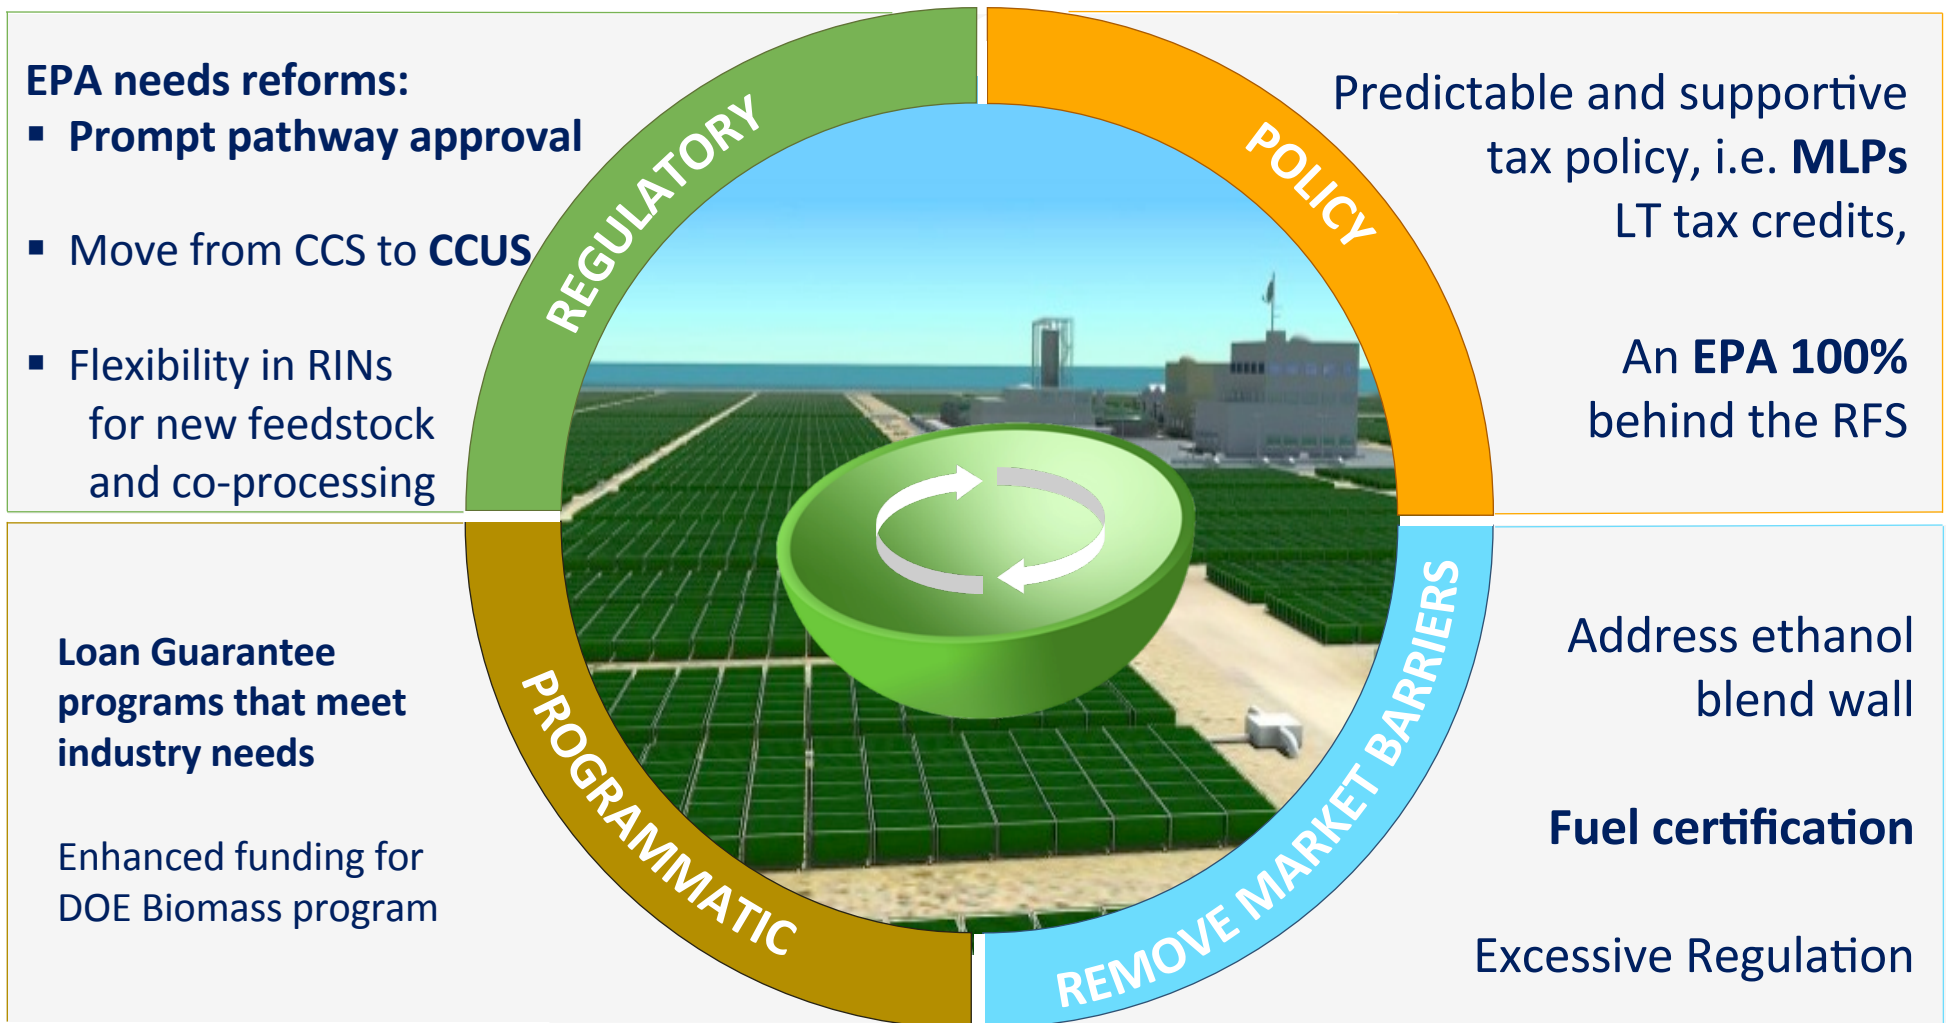 EPA needs reforms:
▪ Prompt pathway approval
▪ Move from CCS to CCUS
▪ Flexibility in RINs
for new feedstock
and co-processing
REGULATORY
POLICY
Predictable and supportive
tax policy, i.e. MLPs
LT tax credits,
An EPA 100%
behind the RFS
Loan Guarantee
programs that meet
industry needs
Enhanced funding for
DOE Biomass program
PROGRAMMATIC
REMOVE MARKET BARRIERS
Address ethanol
blend wall
Fuel certification
Excessive Regulation